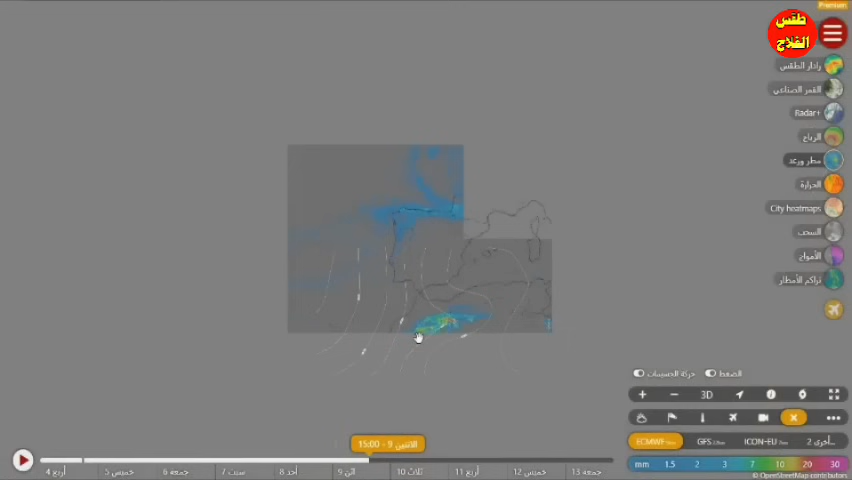 Premium
طقس
الفلاح
رادار الطقس
القمر الصناعي
Radar+
الرياح
مطر ورعد
الحرارة
City heatmaps
السحب
الأمواج
تراكم الأمطار
حركة الجسيمات
الضغط
3D
ECMWF
GFS
ICON-EU
أخرى 2...
mm 1.5 2 3 7 10 20 30
© OpenStreetMap contributors
الاثنين 9 - 15:00
أربع 4
خميس 5
جمعة 6
سبت 7
أحد 8
اثن 9
ثلاث 10
أربع 11
خميس 12
جمعة 13